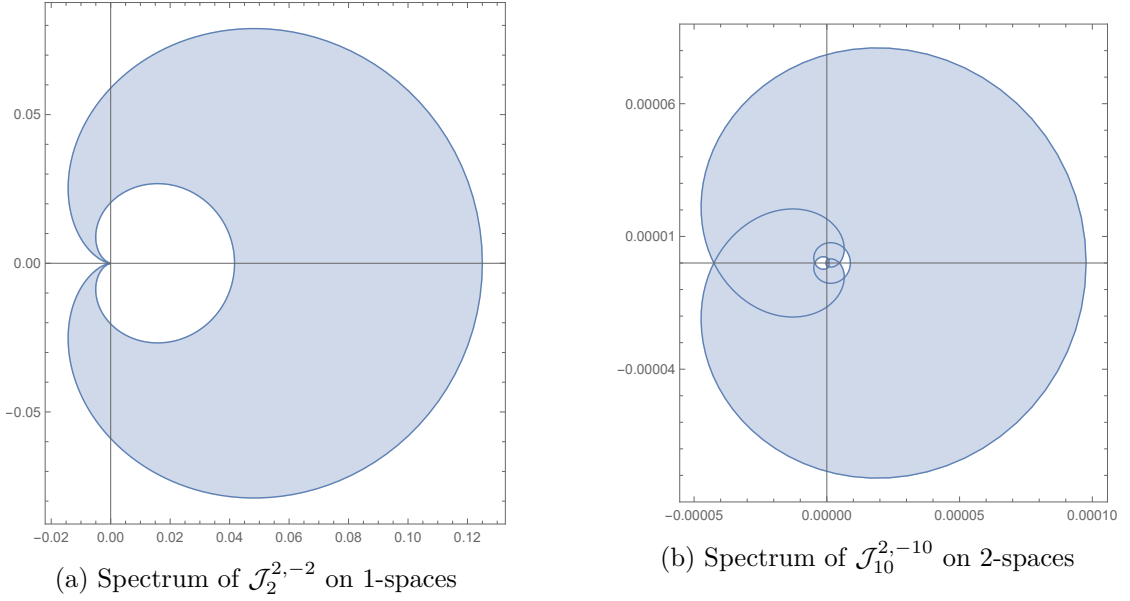 0.05
0.00
−0.05
−0.02 0.00 0.02 0.04 0.06 0.08 0.10 0.12
(a) Spectrum of 𝒥₂^{2,−2} on 1-spaces
0.00006
0.00001
−0.00004
−0.00005 0.00000 0.00005 0.00010
(b) Spectrum of 𝒥₁₀^{2,−10} on 2-spaces